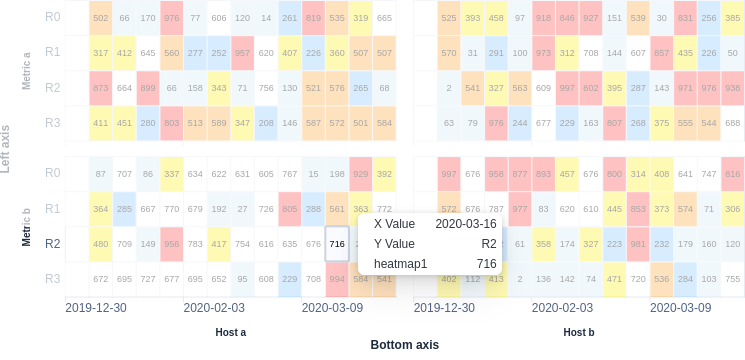 R0 502 66 170 976 77 606 120 14 261 819 535 319 665 525 393 458 97 918 846 927 151 539 30 831 256 385
R1 317 412 645 560 277 252 957 620 407 226 360 507 507 570 31 291 100 973 312 708 144 607 857 435 226 50
R2 873 664 899 66 158 343 71 756 130 521 576 265 68 2 541 327 563 609 997 802 395 287 143 971 976 938
R3 411 451 280 803 513 589 347 208 146 587 572 501 584 63 79 976 244 677 229 163 807 268 375 555 544 688
Metric a
Left axis
R0 87 707 86 337 634 622 631 605 767 15 198 929 392 997 676 958 877 893 457 676 800 314 408 641 747 816
R1 364 285 667 770 679 192 27 726 805 288 561 363 772 572 676 787 977 83 620 610 445 853 373 574 71 306
R2 480 709 149 956 783 417 754 616 635 676 716 61 358 174 327 223 981 232 179 160 120
R3 672 695 727 677 695 652 95 608 229 708 994 584 541 402 112 413 2 136 142 74 471 720 536 284 103 755
Metric b
X Value 2020-03-16
Y Value R2
heatmap1 716
2019-12-30 2020-02-03 2020-03-09 2019-12-30 2020-02-03 2020-03-09
Host a Host b
Bottom axis